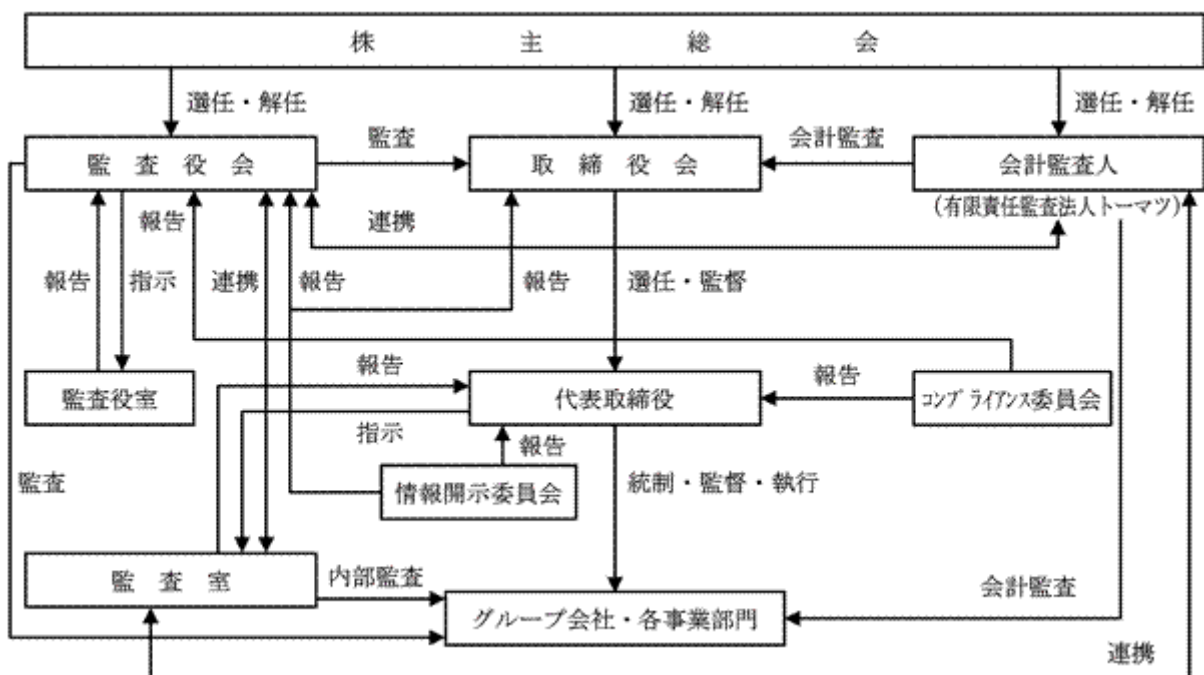 株主総会
選任・解任
選任・解任
選任・解任
監査役会
監査
取締役会
会計監査
会計監査人
(有限責任監査法人トーマツ)
報告
連携
報告
指示
連携
報告
報告
選任・監督
監査役室
報告
代表取締役
報告
コンプライアンス委員会
指示
報告
監査
情報開示委員会
統制・監督・執行
監査室
内部監査
グループ会社・各事業部門
会計監査
連携